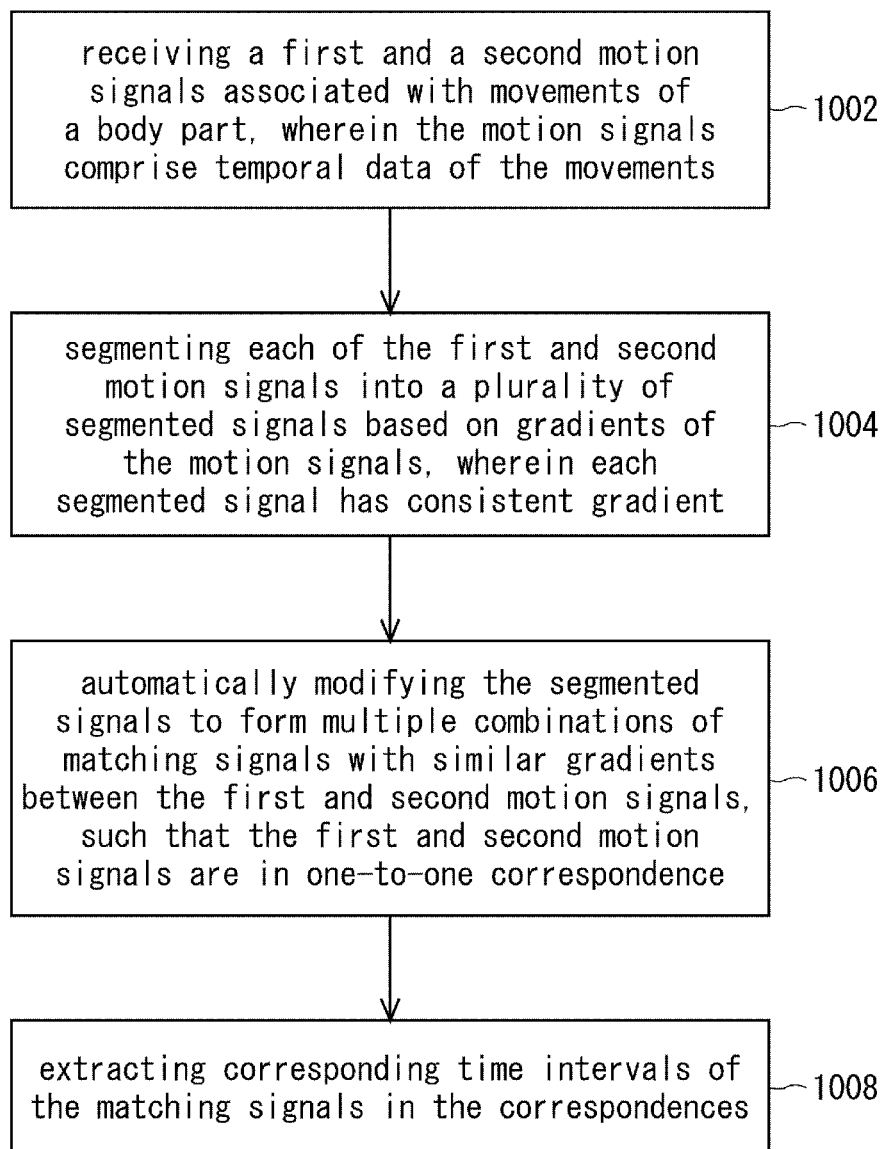 receiving a first and a second motion
signals associated with movements of
a body part, wherein the motion signals
comprise temporal data of the movements
1002
segmenting each of the first and second
motion signals into a plurality of
segmented signals based on gradients of
the motion signals, wherein each
segmented signal has consistent gradient
1004
automatically modifying the segmented
signals to form multiple combinations of
matching signals with similar gradients
between the first and second motion signals,
such that the first and second motion
signals are in one-to-one correspondence
1006
extracting corresponding time intervals of
the matching signals in the correspondences
1008